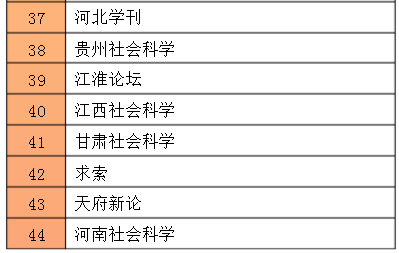 37 河北学刊
38 贵州社会科学
39 江淮论坛
40 江西社会科学
41 甘肃社会科学
42 求索
43 天府新论
44 河南社会科学